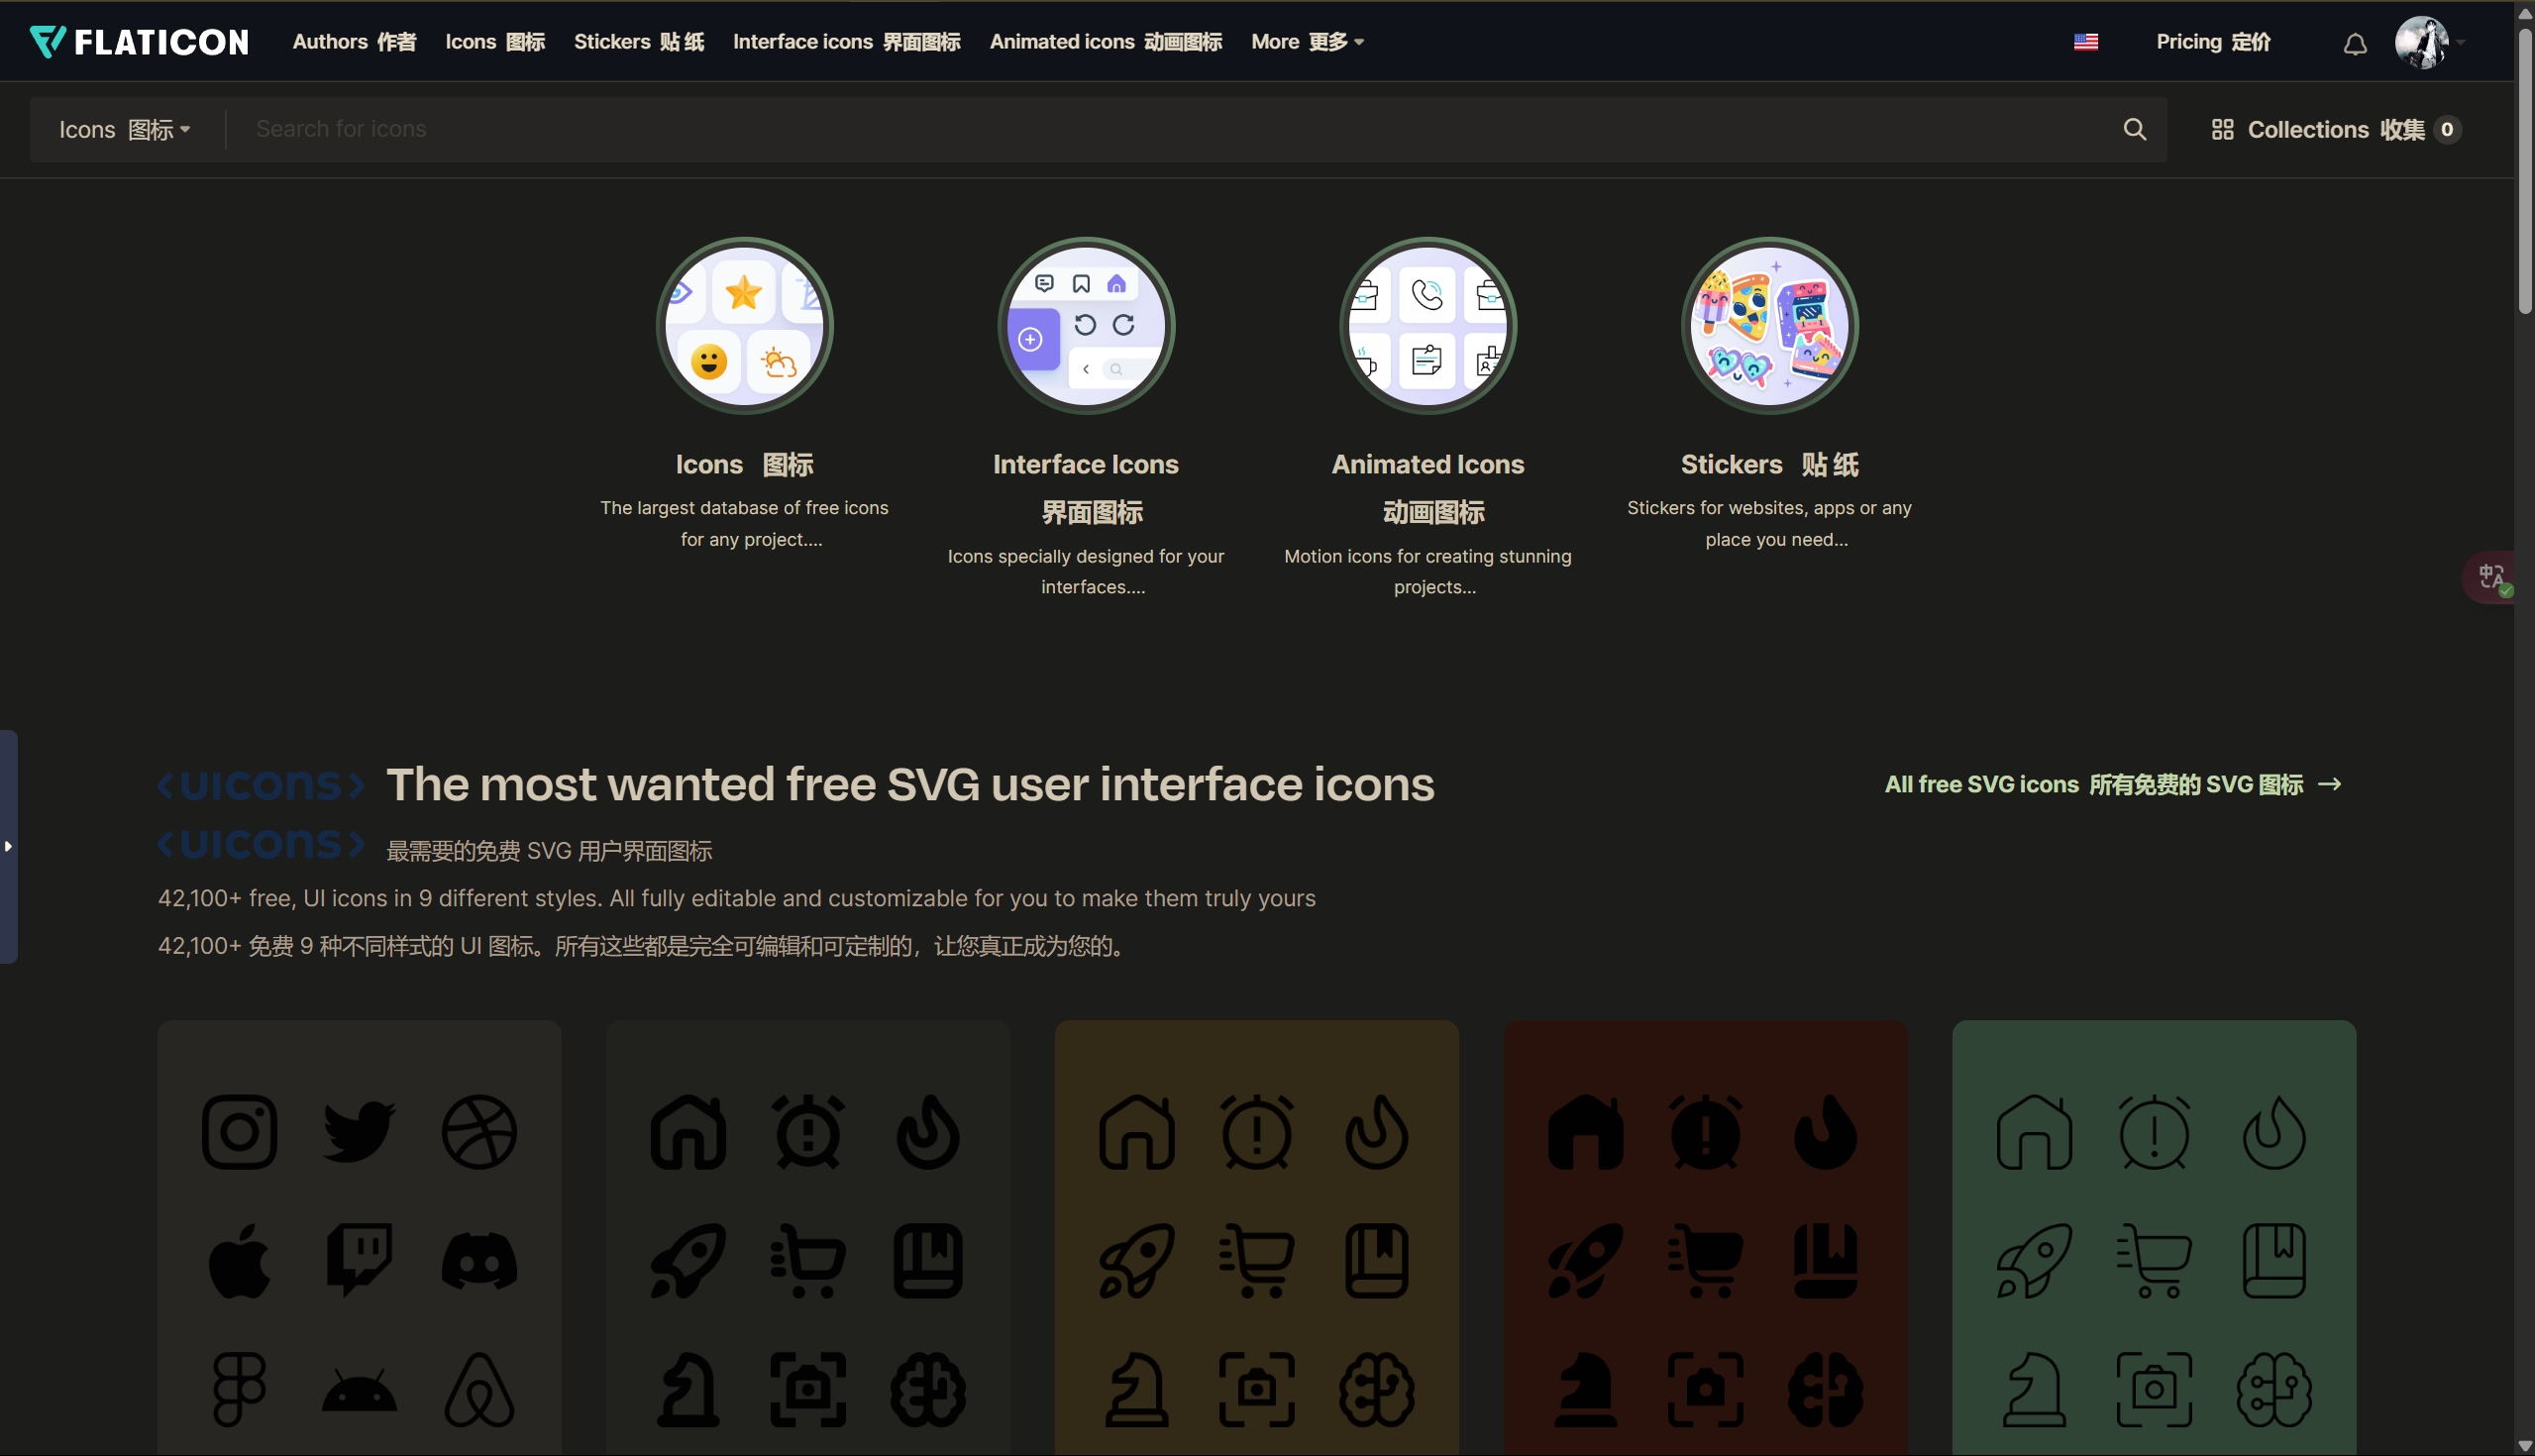 FLATICON Authors 作者 Icons 图标 Stickers 贴 纸 Interface icons 界面图标 Animated icons 动画图标 More 更多 Pricing 定价
Icons 图标 Search for icons Collections 收集 0
Icons 图标
The largest database of free icons
for any project....
Interface Icons
界面图标
Icons specially designed for your
interfaces....
Animated Icons
动画图标
Motion icons for creating stunning
projects...
Stickers 贴 纸
Stickers for websites, apps or any
place you need...
中A
<uicons> The most wanted free SVG user interface icons
All free SVG icons 所有免费的 SVG 图标 →
<uicons> 最需要的免费 SVG 用户界面图标
42,100+ free, UI icons in 9 different styles. All fully editable and customizable for you to make them truly yours
42,100+ 免费 9 种不同样式的 UI 图标。所有这些都是完全可编辑和可定制的，让您真正成为您的。